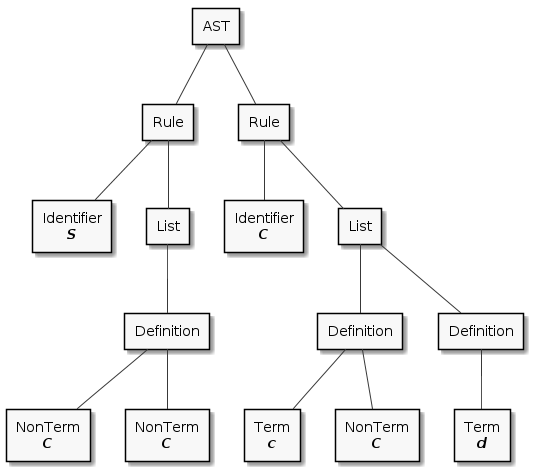 AST
Rule
Rule
Identifier
S
List
Identifier
C
List
Definition
Definition
Definition
NonTerm
C
NonTerm
C
Term
c
NonTerm
C
Term
d